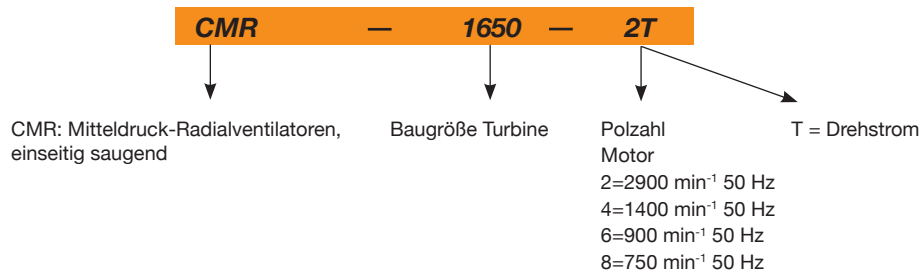 CMR — 1650 — 2T
CMR: Mitteldruck-Radialventilatoren,
einseitig saugend
Baugröße Turbine
Polzahl
Motor
2=2900 min⁻¹ 50 Hz
4=1400 min⁻¹ 50 Hz
6=900 min⁻¹ 50 Hz
8=750 min⁻¹ 50 Hz
T = Drehstrom